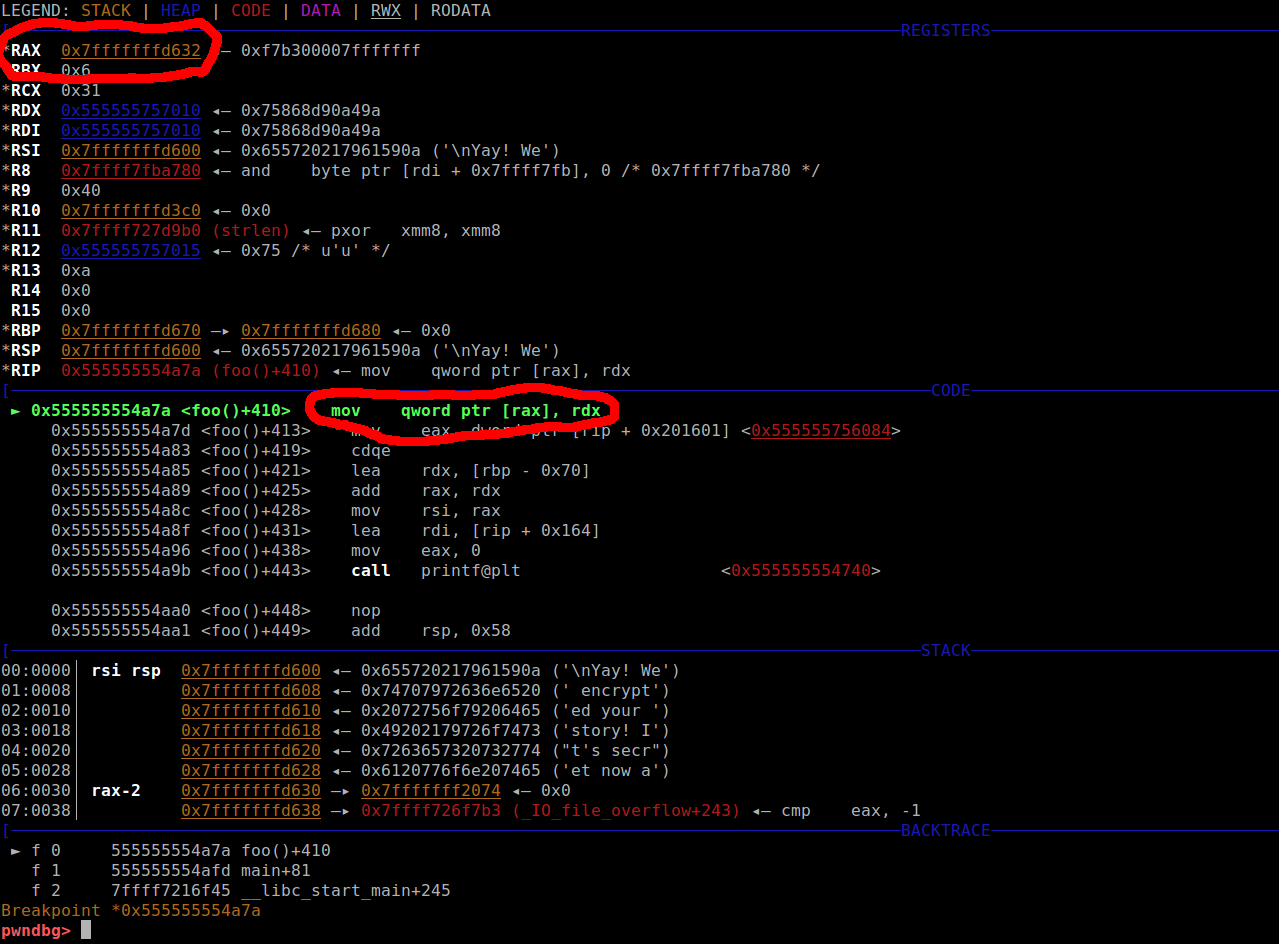 LEGEND: STACK | HEAP | CODE | DATA | RWX | RODATA
[──REGISTERS──
*RAX  0x7fffffffd632 ◂— 0xf7b300007fffffff
 RBX  0x6
*RCX  0x31
*RDX  0x555555757010 ◂— 0x75868d90a49a
*RDI  0x555555757010 ◂— 0x75868d90a49a
*RSI  0x7fffffffd600 ◂— 0x655720217961590a ('\nYay! We')
*R8   0x7ffff7fba780 ◂— and    byte ptr [rdi + 0x7ffff7fb], 0 /* 0x7ffff7fba780 */
*R9   0x40
*R10  0x7fffffffd3c0 ◂— 0x0
*R11  0x7ffff727d9b0 (strlen) ◂— pxor   xmm8, xmm8
*R12  0x555555757015 ◂— 0x75 /* u'u' */
*R13  0xa
 R14  0x0
 R15  0x0
*RBP  0x7fffffffd670 —▸ 0x7fffffffd680 ◂— 0x0
*RSP  0x7fffffffd600 ◂— 0x655720217961590a ('\nYay! We')
*RIP  0x555555554a7a (foo()+410) ◂— mov    qword ptr [rax], rdx
[──CODE──
 ► 0x555555554a7a <foo()+410>    mov    qword ptr [rax], rdx
   0x555555554a7d <foo()+413>    mov    eax, dword ptr [rip + 0x201601] <0x555555756084>
   0x555555554a83 <foo()+419>    cdqe
   0x555555554a85 <foo()+421>    lea    rdx, [rbp - 0x70]
   0x555555554a89 <foo()+425>    add    rax, rdx
   0x555555554a8c <foo()+428>    mov    rsi, rax
   0x555555554a8f <foo()+431>    lea    rdi, [rip + 0x164]
   0x555555554a96 <foo()+438>    mov    eax, 0
   0x555555554a9b <foo()+443>    call   printf@plt                    <0x555555554740>
   0x555555554aa0 <foo()+448>    nop
   0x555555554aa1 <foo()+449>    add    rsp, 0x58
[──STACK──
00:0000│ rsi rsp  0x7fffffffd600 ◂— 0x655720217961590a ('\nYay! We')
01:0008│          0x7fffffffd608 ◂— 0x74707972636e6520 (' encrypt')
02:0010│          0x7fffffffd610 ◂— 0x2072756f79206465 ('ed your ')
03:0018│          0x7fffffffd618 ◂— 0x49202179726f7473 ('story! I')
04:0020│          0x7fffffffd620 ◂— 0x7263657320732774 ("t's secr")
05:0028│          0x7fffffffd628 ◂— 0x6120776f6e207465 ('et now a')
06:0030│ rax-2    0x7fffffffd630 —▸ 0x7fffffff2074 ◂— 0x0
07:0038│          0x7fffffffd638 —▸ 0x7ffff726f7b3 (_IO_file_overflow+243) ◂— cmp    eax, -1
[──BACKTRACE──
 ► f 0     555555554a7a foo()+410
   f 1     555555554afd main+81
   f 2     7ffff7216f45 __libc_start_main+245
Breakpoint *0x555555554a7a
pwndbg>